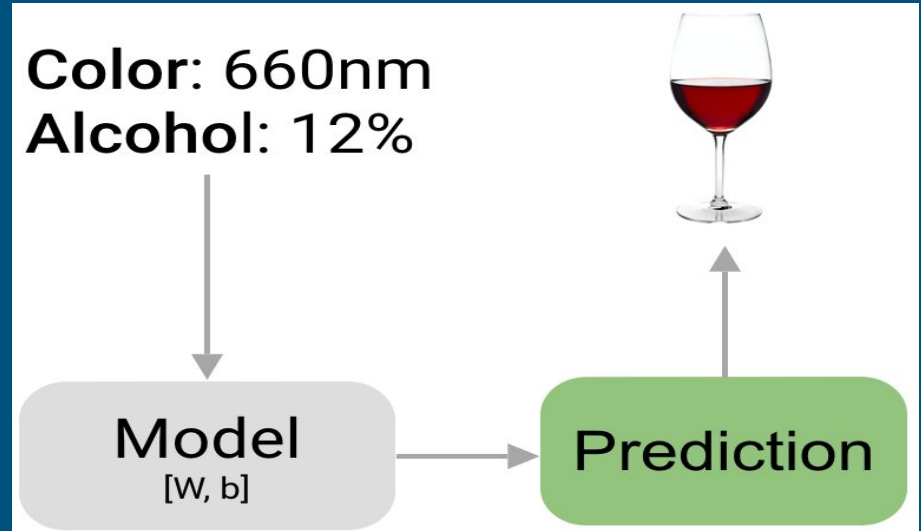 Color: 660nm
Alcohol: 12%
Model
[W, b]
Prediction